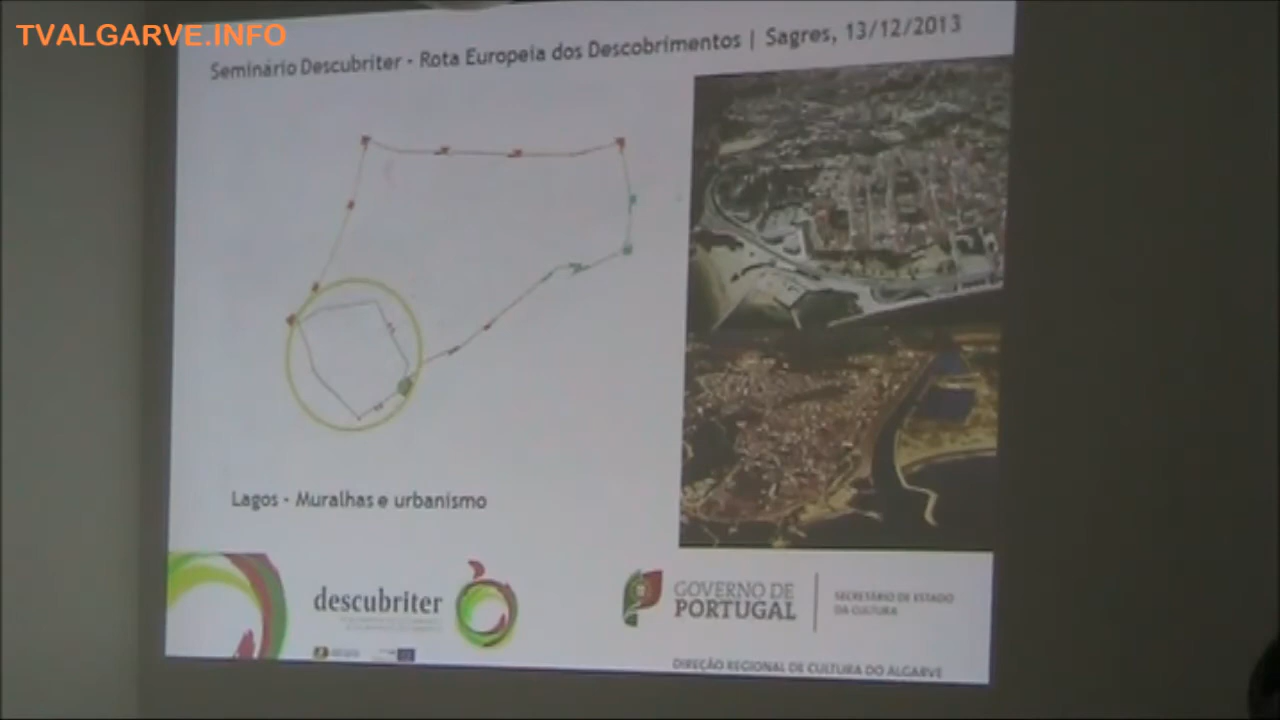 TVALGARVE.INFO
Seminário Descubriter - Rota Europeia dos Descobrimentos | Sagres, 13/12/2013
Lagos - Muralhas e urbanismo
descubriter
GOVERNO DE
PORTUGAL
SECRETÁRIO DE ESTADO
DA CULTURA
DIREÇÃO REGIONAL DE CULTURA DO ALGARVE